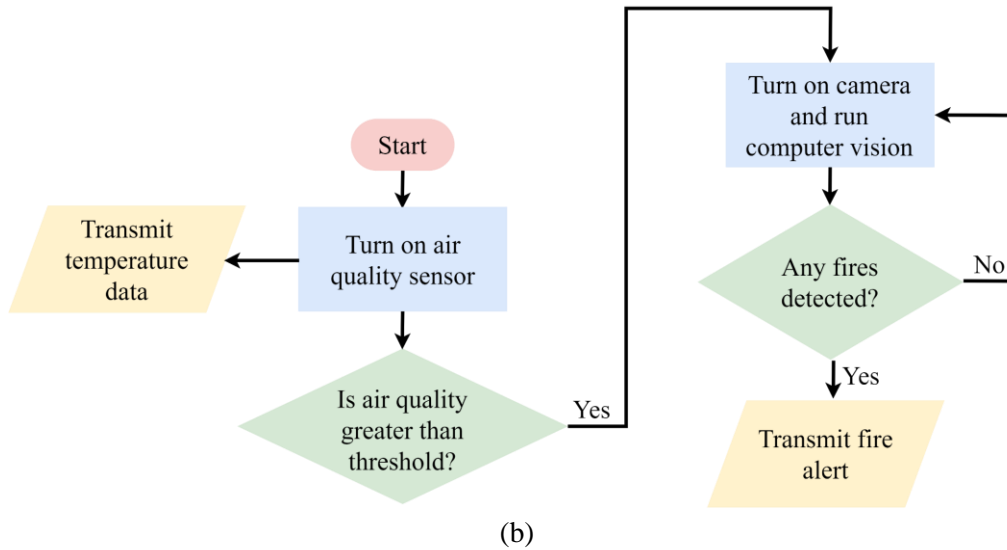 Start
Turn on air
quality sensor
Transmit
temperature
data
Is air quality
greater than
threshold?
Yes
Turn on camera
and run
computer vision
Any fires
detected?
No
Yes
Transmit fire
alert
(b)